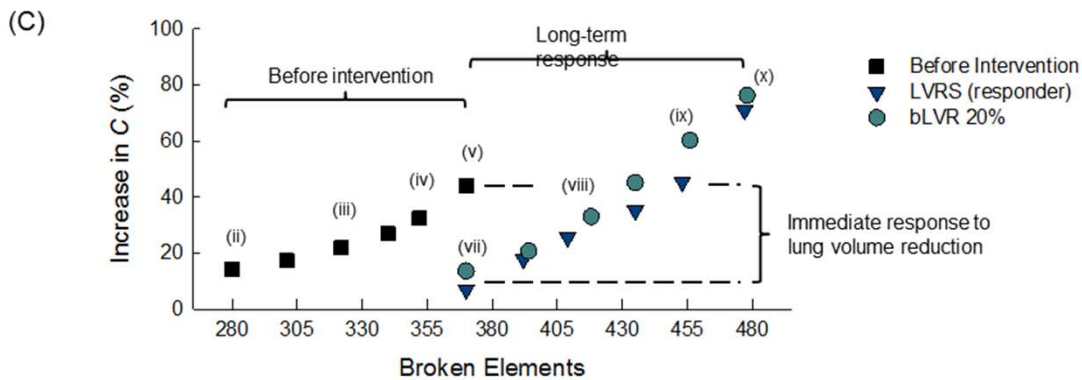 (C)
Increase in C (%)
100
80
60
40
20
0
Before intervention
Long-term
response
(ii)
(iii)
(iv)
(v)
(vii)
(viii)
(ix)
(x)
Before Intervention
LVRS (responder)
bLVR 20%
Immediate response to
lung volume reduction
280 305 330 355 380 405 430 455 480
Broken Elements